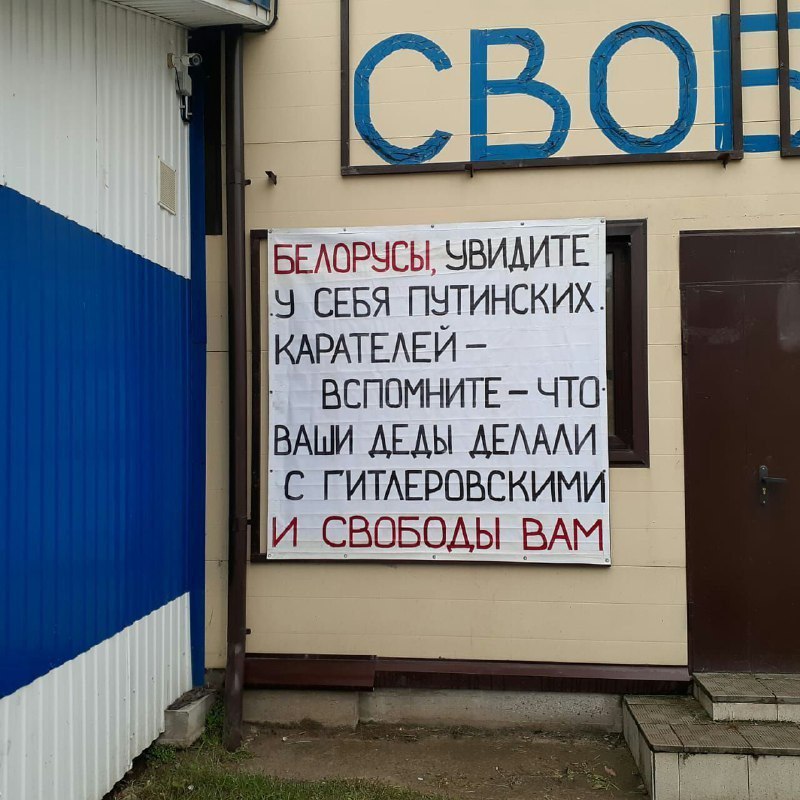 СВОБ
БЕЛОРУСЫ, УВИДИТЕ
У СЕБЯ ПУТИНСКИХ
КАРАТЕЛЕЙ –
ВСПОМНИТЕ – ЧТО
ВАШИ ДЕДЫ ДЕЛАЛИ
С ГИТЛЕРОВСКИМИ
И СВОБОДЫ ВАМ